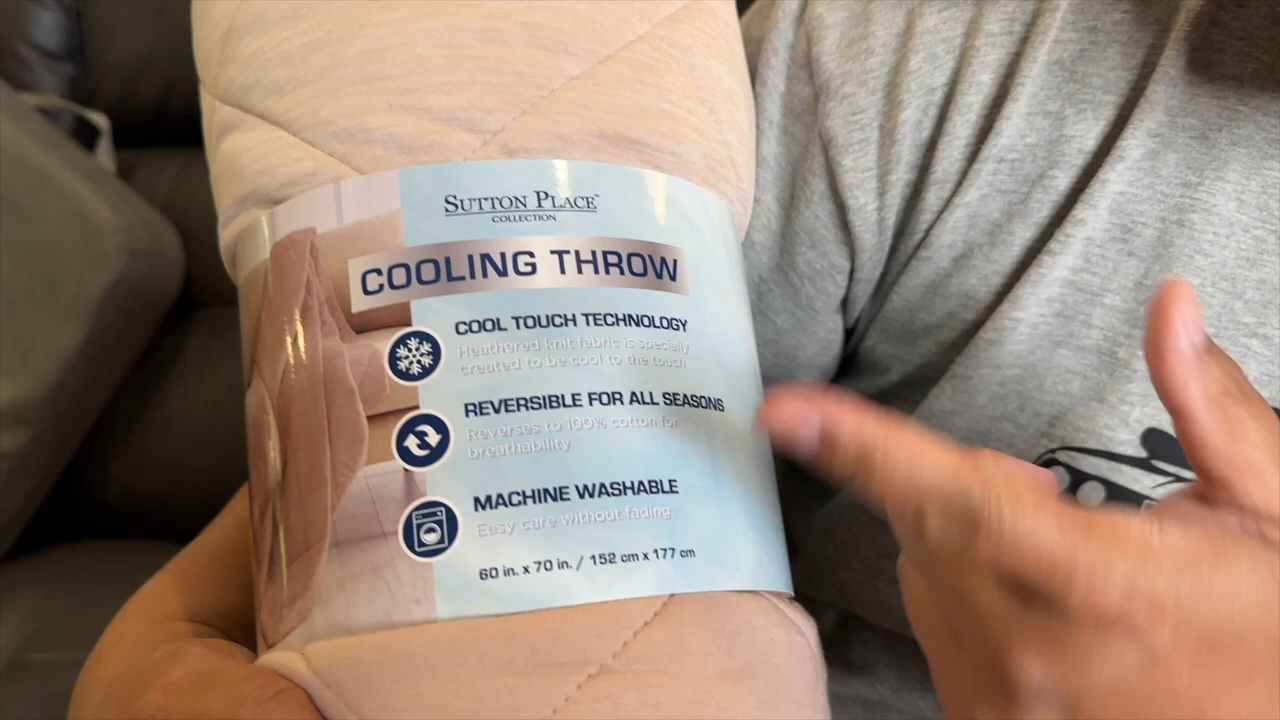 SUTTON PLACE™
COLLECTION
COOLING THROW
COOL TOUCH TECHNOLOGY
Heathered knit fabric is specially
created to be cool to the touch
REVERSIBLE FOR ALL SEASONS
Reverses to 100% cotton for
breathability
MACHINE WASHABLE
Easy care without fading
60 in. x 70 in. / 152 cm x 177 cm